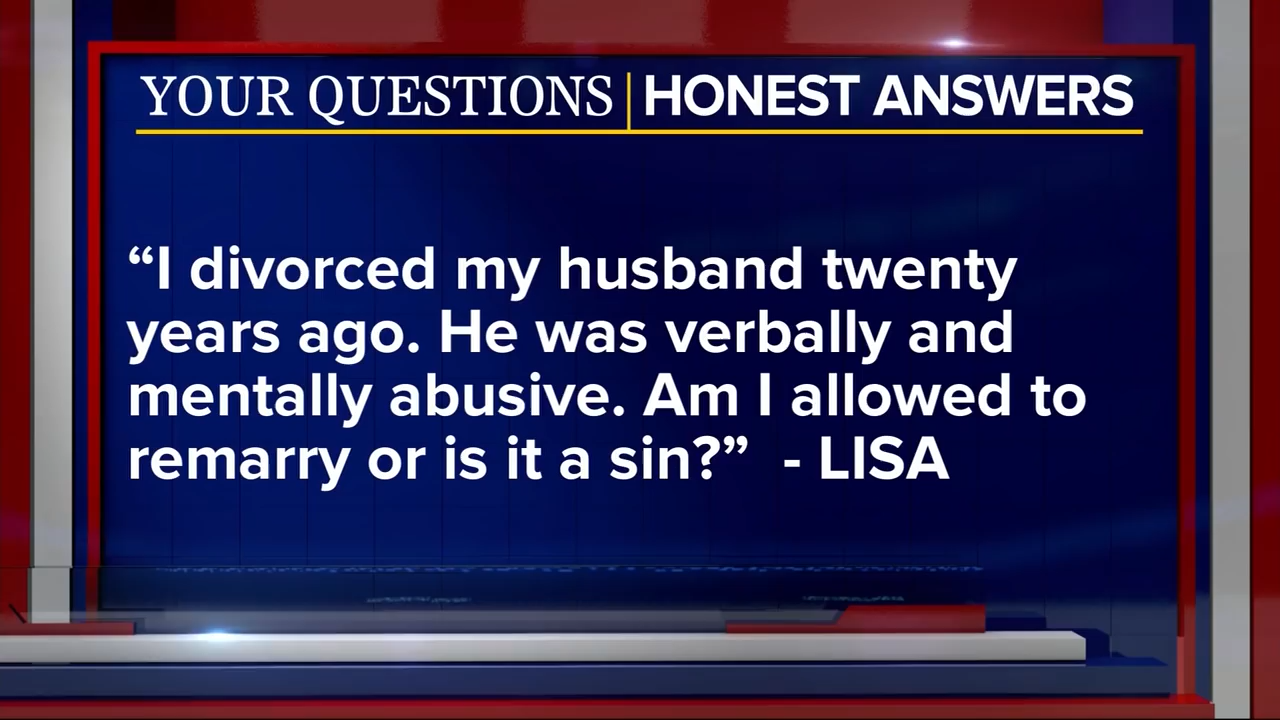 YOUR QUESTIONS | HONEST ANSWERS
“I divorced my husband twenty
years ago. He was verbally and
mentally abusive. Am I allowed to
remarry or is it a sin?” - LISA